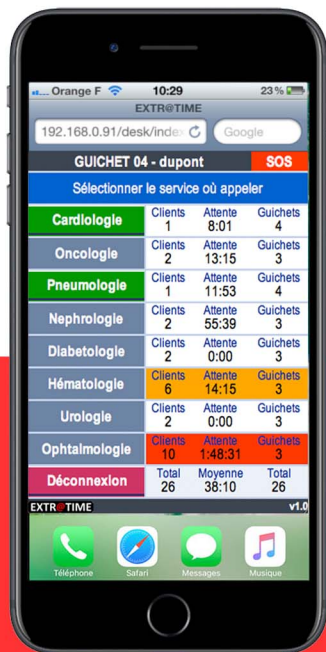 Orange F 10:29 23 %
EXTR@TIME
192.168.0.91/desk/inde Google
GUICHET 04 - dupont SOS
Sélectionner le service où appeler
Cardiologie Clients 1 Attente 8:01 Guichets 4
Oncologie Clients 2 Attente 13:15 Guichets 3
Pneumologie Clients 1 Attente 11:53 Guichets 4
Nephrologie Clients 2 Attente 55:39 Guichets 3
Diabetologie Clients 2 Attente 0:00 Guichets 3
Hématologie Clients 6 Attente 14:15 Guichets 3
Urologie Clients 2 Attente 0:00 Guichets 3
Ophtalmologie Clients 10 Attente 1:48:31 Guichets 3
Déconnexion Total 26 Moyenne 38:10 Total 26
EXTR@TIME v1.0
Téléphone Safari Messages Musique